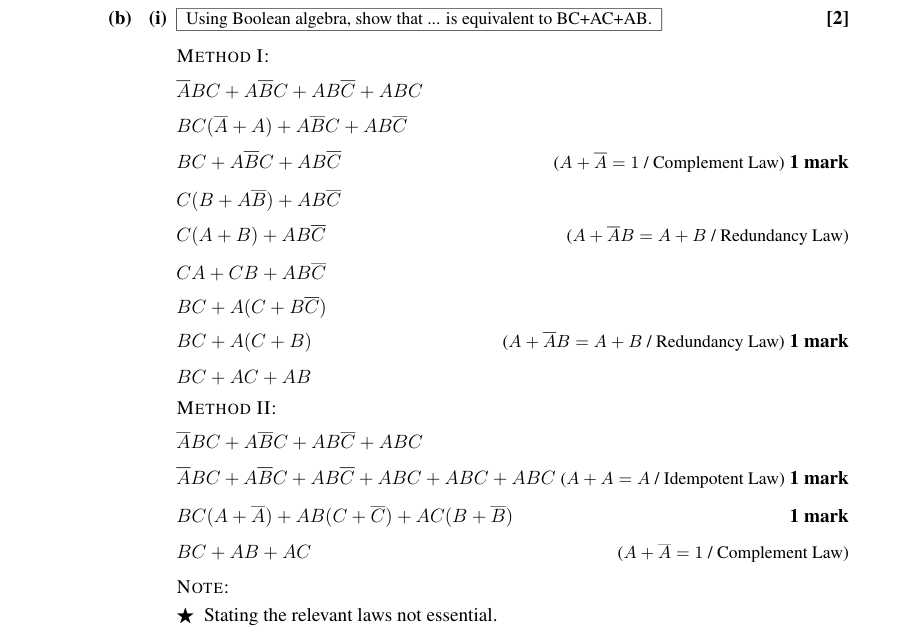 (b) (i) Using Boolean algebra, show that ... is equivalent to BC+AC+AB. [2]
METHOD I:
A̅BC + AB̅C + ABC̅ + ABC
BC(A̅ + A) + AB̅C + ABC̅
BC + AB̅C + ABC̅ (A + A̅ = 1 / Complement Law) 1 mark
C(B + AB̅) + ABC̅
C(A + B) + ABC̅ (A + A̅B = A + B / Redundancy Law)
CA + CB + ABC̅
BC + A(C + BC̅)
BC + A(C + B) (A + A̅B = A + B / Redundancy Law) 1 mark
BC + AC + AB
METHOD II:
A̅BC + AB̅C + ABC̅ + ABC
A̅BC + AB̅C + ABC̅ + ABC + ABC + ABC (A + A = A / Idempotent Law) 1 mark
BC(A + A̅) + AB(C + C̅) + AC(B + B̅) 1 mark
BC + AB + AC (A + A̅ = 1 / Complement Law)
NOTE:
★ Stating the relevant laws not essential.